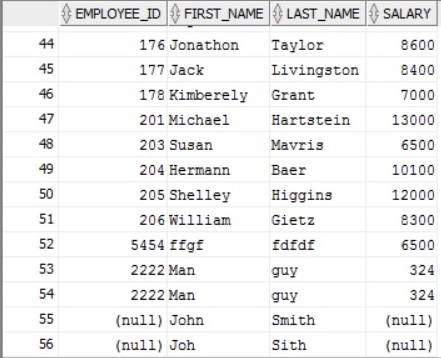 EMPLOYEE_ID FIRST_NAME LAST_NAME SALARY
44 176 Jonathon Taylor 8600
45 177 Jack Livingston 8400
46 178 Kimberely Grant 7000
47 201 Michael Hartstein 13000
48 203 Susan Mavris 6500
49 204 Hermann Baer 10100
50 205 Shelley Higgins 12000
51 206 William Gietz 8300
52 5454 ffgf fdfdf 6500
53 2222 Man guy 324
54 2222 Man guy 324
55 (null) John Smith (null)
56 (null) Joh Sith (null)